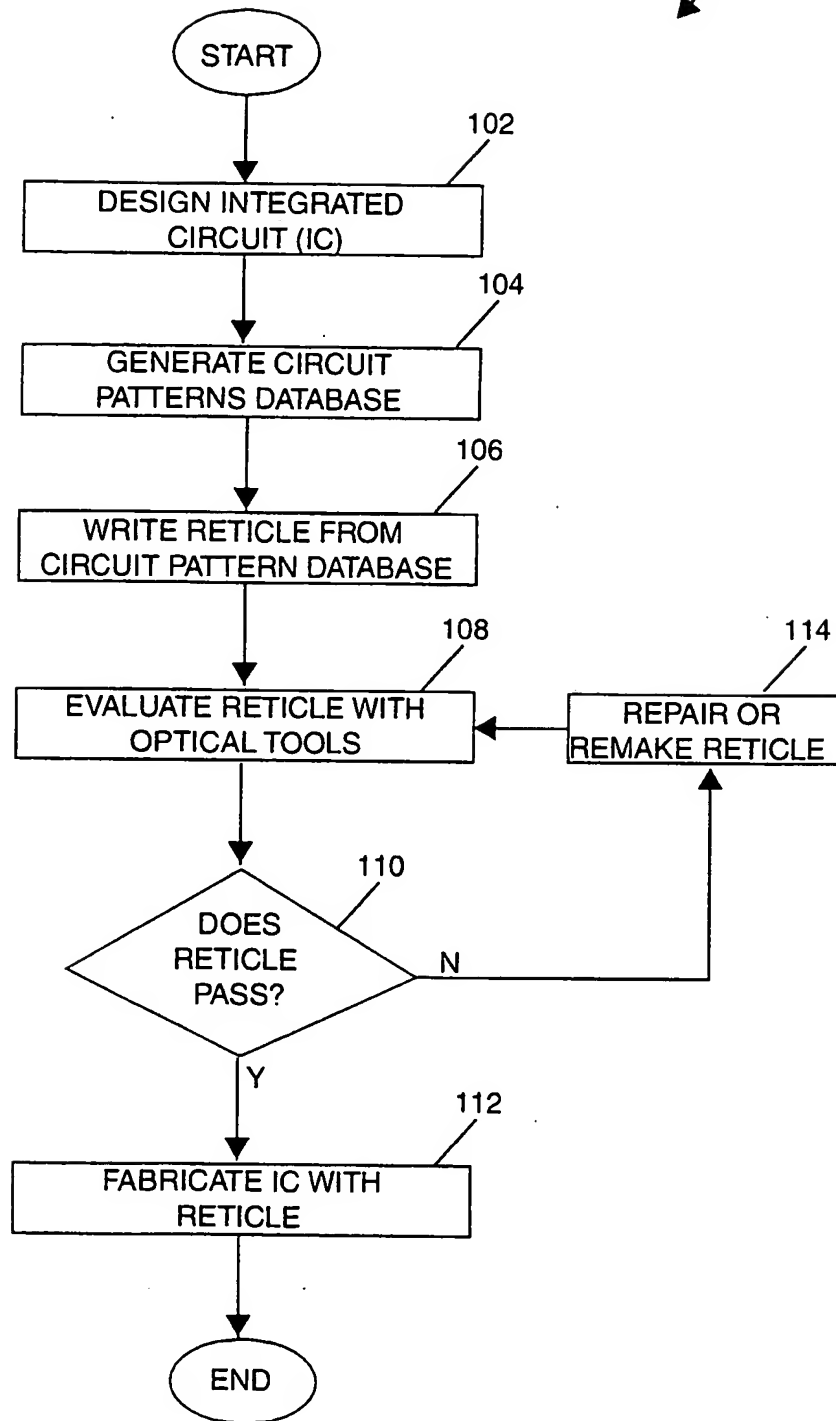 START
102
DESIGN INTEGRATED
CIRCUIT (IC)
104
GENERATE CIRCUIT
PATTERNS DATABASE
106
WRITE RETICLE FROM
CIRCUIT PATTERN DATABASE
108
EVALUATE RETICLE WITH
OPTICAL TOOLS
114
REPAIR OR
REMAKE RETICLE
110
DOES
RETICLE
PASS?
N
Y
112
FABRICATE IC WITH
RETICLE
END